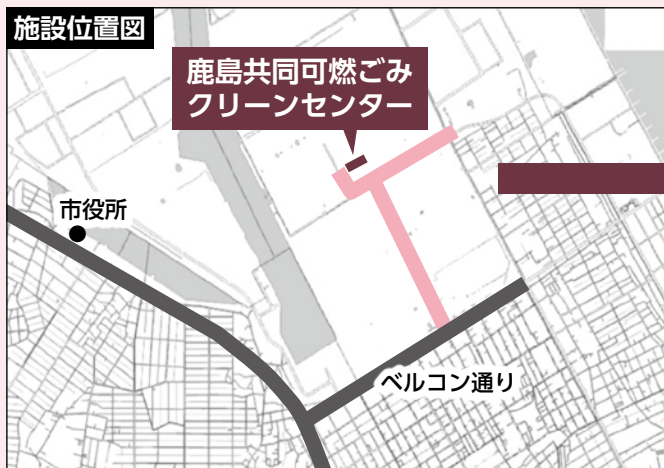 施設位置図
鹿島共同可燃ごみ
クリーンセンター
市役所
ベルコン通り